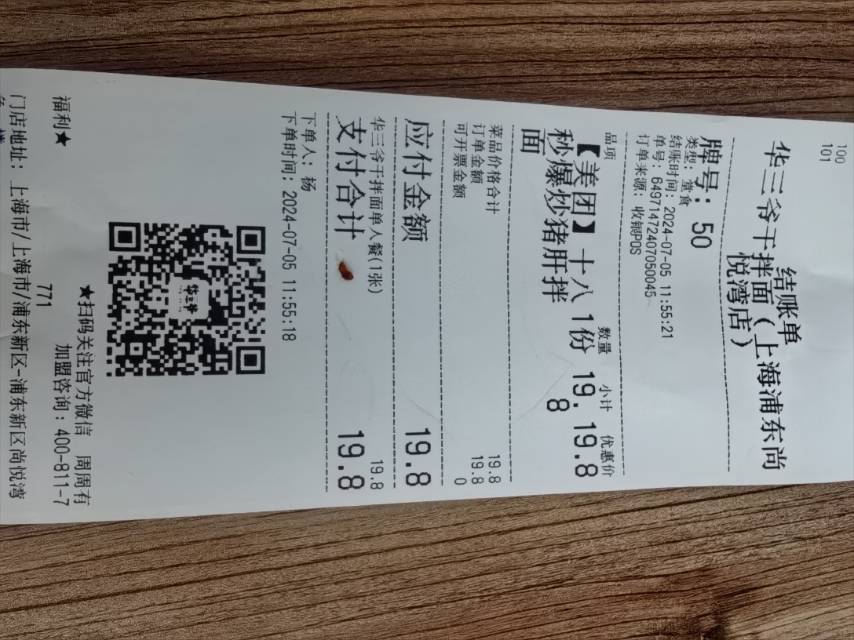 100
101
结账单
华三爷干拌面（上海浦东尚
悦湾店）
牌号：50
类型：堂食
结账时间：2024-07-05 11:55:21
单号：64971472407050045
订单来源：收银POS
品项 数量 小计 优惠价
【美团】十八 1份 19. 19.8
秒爆炒猪肝拌 8
面
菜品价格合计 19.8
订单金额 19.8
可开票金额 0
应付金额 19.8
华三爷干拌面单人餐(1张) 19.8
支付合计 19.8
下单人：杨
下单时间：2024-07-05 11:55:18
★扫码关注官方微信 周周有
福利★
加盟咨询：400-811-7
771
门店地址：上海市/上海市/浦东新区-浦东新区尚悦湾